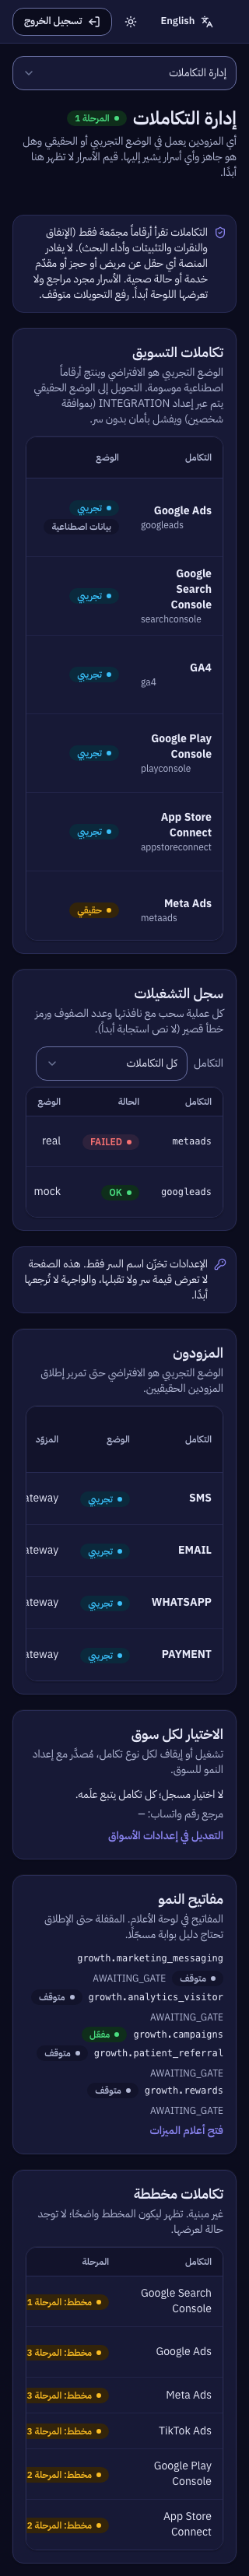 English
تسجيل الخروج
إدارة التكاملات
إدارة التكاملات
المرحلة 1
أي المزودين يعمل في الوضع التجريبي أو الحقيقي وهل
هو جاهز وأي أسرار يشير إليها. قيم الأسرار لا تظهر هنا
أبدًا.
التكاملات تقرأ أرقاماً مجمّعة فقط (الإنفاق
والنقرات والتثبيتات وأداء البحث). لا يغادر
المنصة أي حقل عن مريض أو حجز أو مقدّم
خدمة أو حالة صحية. الأسرار مجرد مراجع ولا
تعرضها اللوحة أبداً. رفع التحويلات متوقف.
تكاملات التسويق
الوضع التجريبي هو الافتراضي وينتج أرقاماً
اصطناعية موسومة. التحويل إلى الوضع الحقيقي
يتم عبر إعداد INTEGRATION (بموافقة
شخصين) ويفشل بأمان بدون سر.
التكامل
الوضع
Google Ads
googleads
تجريبي
بيانات اصطناعية
Google
Search
Console
searchconsole
تجريبي
GA4
ga4
تجريبي
Google Play
Console
playconsole
تجريبي
App Store
Connect
appstoreconnect
تجريبي
Meta Ads
metaads
حقيقي
سجل التشغيلات
كل عملية سحب مع نافذتها وعدد الصفوف ورمز
خطأ قصير (لا نص استجابة أبداً).
التكامل
كل التكاملات
التكامل
الحالة
الوضع
metaads
FAILED
real
googleads
OK
mock
الإعدادات تخزّن اسم السر فقط. هذه الصفحة
لا تعرض قيمة سر ولا تقبلها، والواجهة لا تُرجعها
أبدًا.
المزودون
الوضع التجريبي هو الافتراضي حتى تمرير إطلاق
المزودين الحقيقيين.
التكامل
الوضع
المزوّد
SMS
تجريبي
ateway
EMAIL
تجريبي
ateway
WHATSAPP
تجريبي
ateway
PAYMENT
تجريبي
ateway
الاختيار لكل سوق
تشغيل أو إيقاف لكل نوع تكامل، مُصدَّر مع إعداد
النمو للسوق.
لا اختيار مسجل؛ كل تكامل يتبع علَمه.
مرجع رقم واتساب: —
التعديل في إعدادات الأسواق
مفاتيح النمو
المفاتيح في لوحة الأعلام. المقفلة حتى الإطلاق
تحتاج دليل بوابة مسجّلًا.
growth.marketing_messaging
متوقف
AWAITING_GATE
growth.analytics_visitor
متوقف
AWAITING_GATE
growth.campaigns
مفعّل
growth.patient_referral
متوقف
AWAITING_GATE
growth.rewards
متوقف
AWAITING_GATE
فتح أعلام الميزات
تكاملات مخططة
غير مبنية. تظهر ليكون المخطط واضحًا؛ لا توجد
حالة لعرضها.
التكامل
المرحلة
Google Search
Console
مخطط: المرحلة 1
Google Ads
مخطط: المرحلة 3
Meta Ads
مخطط: المرحلة 3
TikTok Ads
مخطط: المرحلة 3
Google Play
Console
مخطط: المرحلة 2
App Store
Connect
مخطط: المرحلة 2